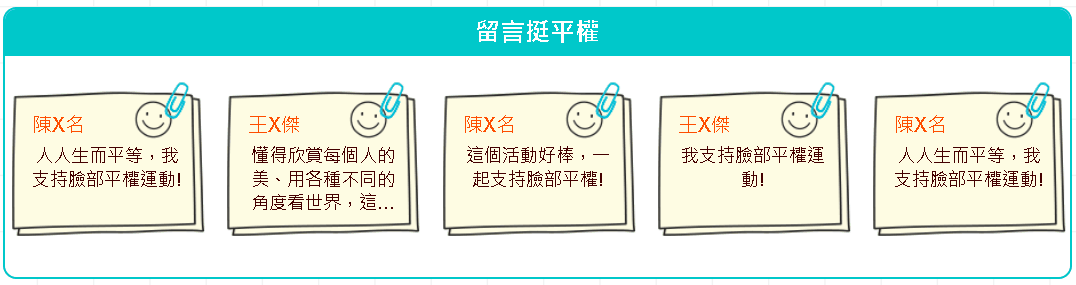 留言挺平權
陳X名
人人生而平等，我
支持臉部平權運動!
王X傑
懂得欣賞每個人的
美、用各種不同的
角度看世界，這...
陳X名
這個活動好棒，一
起支持臉部平權!
王X傑
我支持臉部平權運
動!
陳X名
人人生而平等，我
支持臉部平權運動!